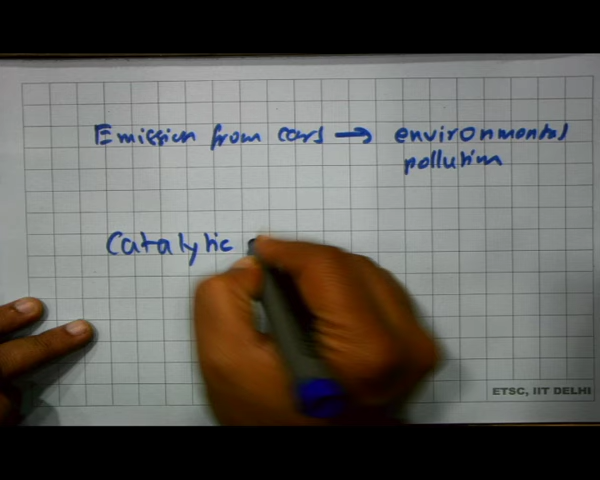 Emission from cars → environmental
pollution
Catalytic
ETSC, IIT DELHI